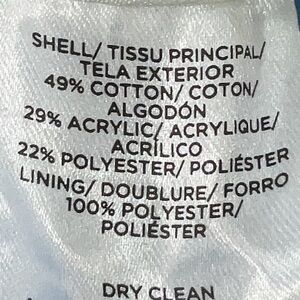 SHELL/ TISSU PRINCIPAL/
TELA EXTERIOR
49% COTTON/ COTON/
ALGODÓN
29% ACRYLIC/ ACRYLIQUE/
ACRÍLICO
22% POLYESTER/ POLIÉSTER
LINING/ DOUBLURE/ FORRO
100% POLYESTER/
POLIÉSTER
DRY CLEAN